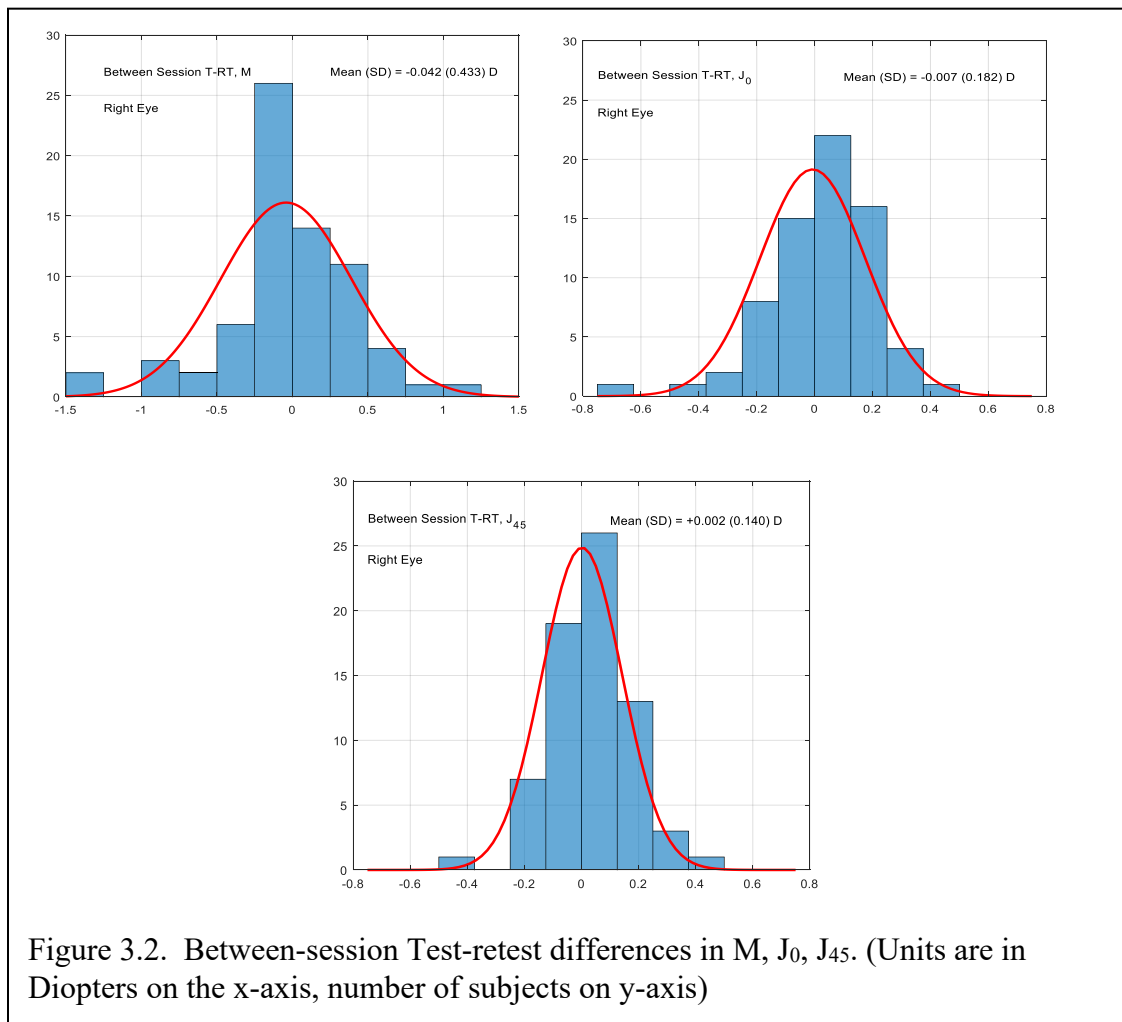 30
25
20
15
10
5
0
Between Session T-RT, M
Mean (SD) = -0.042 (0.433) D
Right Eye
-1.5 -1 -0.5 0 0.5 1 1.5
30
25
20
15
10
5
0
Between Session T-RT, J0
Mean (SD) = -0.007 (0.182) D
Right Eye
-0.8 -0.6 -0.4 -0.2 0 0.2 0.4 0.6 0.8
30
25
20
15
10
5
0
Between Session T-RT, J45
Mean (SD) = +0.002 (0.140) D
Right Eye
-0.8 -0.6 -0.4 -0.2 0 0.2 0.4 0.6 0.8
Figure 3.2. Between-session Test-retest differences in M, J0, J45. (Units are in
Diopters on the x-axis, number of subjects on y-axis)